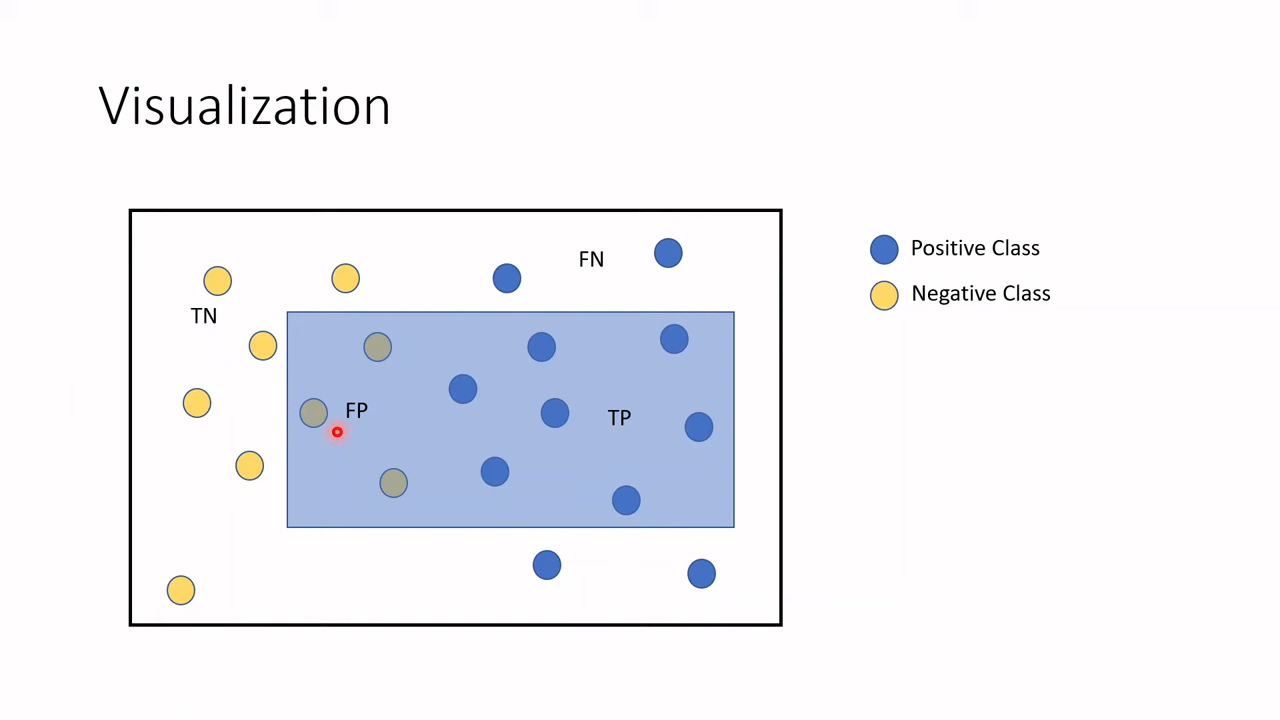 Visualization
FN
TN
FP
TP
Positive Class
Negative Class